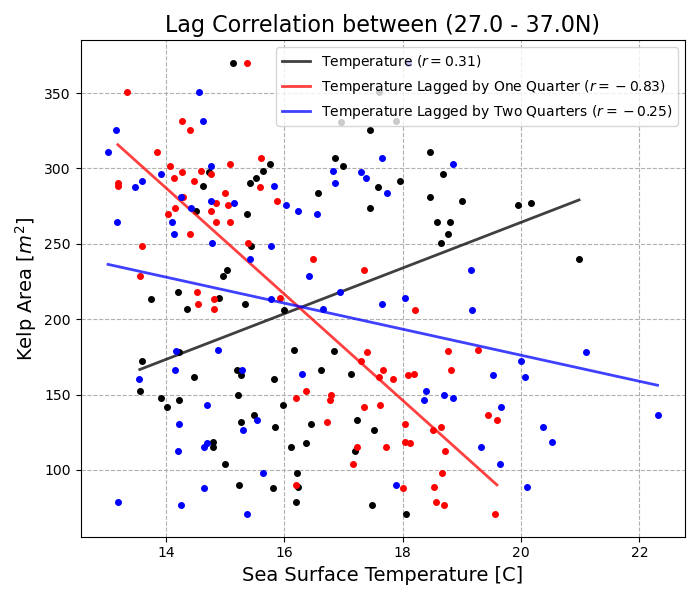 Lag Correlation between (27.0 - 37.0N)
Temperature (r = 0.31)
Temperature Lagged by One Quarter (r = −0.83)
Temperature Lagged by Two Quarters (r = −0.25)
Kelp Area [m²]
350
300
250
200
150
100
14 16 18 20 22
Sea Surface Temperature [C]